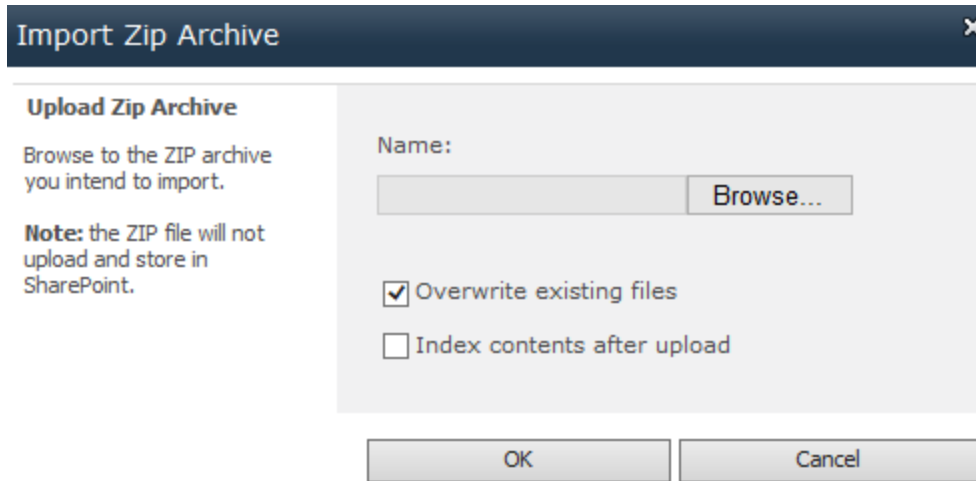 Import Zip Archive
Upload Zip Archive
Browse to the ZIP archive
you intend to import.
Note: the ZIP file will not
upload and store in
SharePoint.
Name:
Browse...
Overwrite existing files
Index contents after upload
OK
Cancel